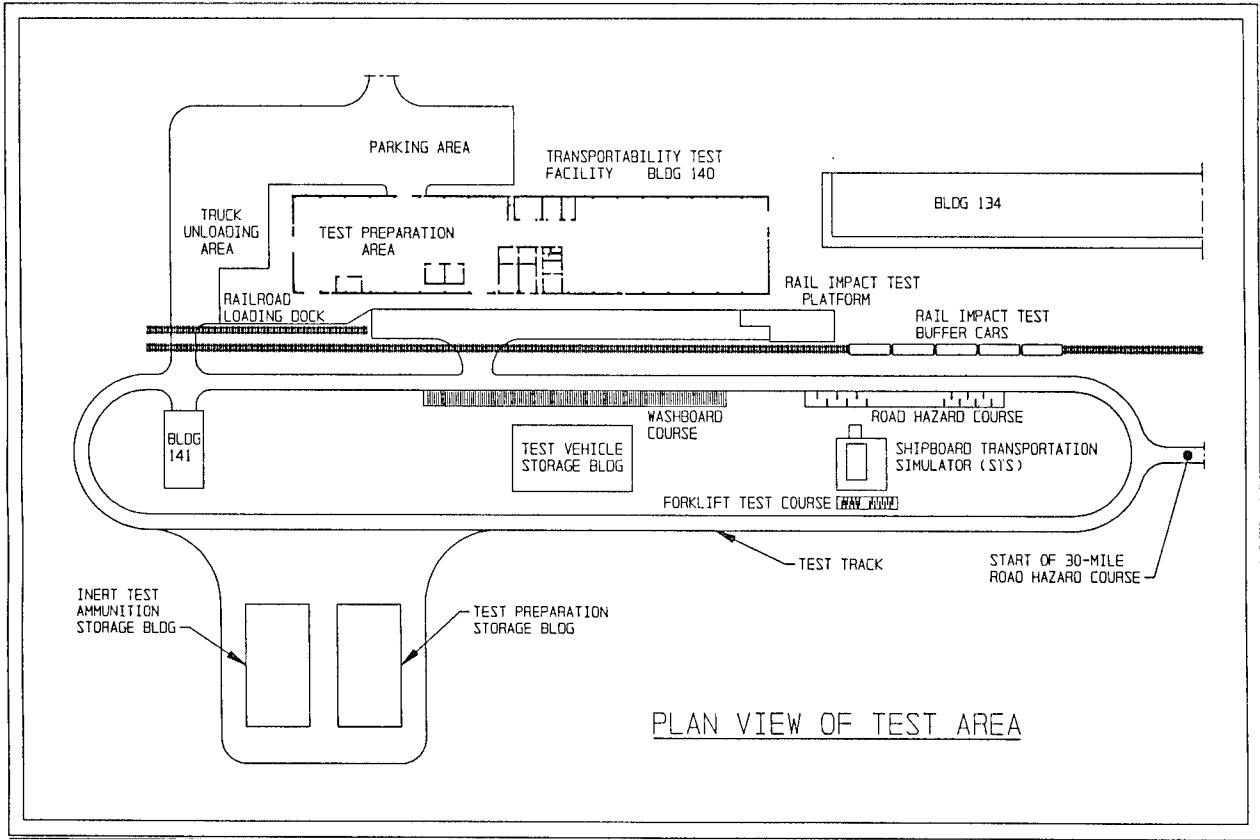 PARKING AREA
TRANSPORTABILITY TEST
FACILITY BLDG 140
BLDG 134
TRUCK
UNLOADING
AREA
TEST PREPARATION
AREA
RAILROAD
LOADING DOCK
RAIL IMPACT TEST
PLATFORM
RAIL IMPACT TEST
BUFFER CARS
WASHBOARD
COURSE
ROAD HAZARD COURSE
BLDG
141
TEST VEHICLE
STORAGE BLDG
SHIPBOARD TRANSPORTATION
SIMULATOR (STS)
FORKLIFT TEST COURSE
TEST TRACK
START OF 30-MILE
ROAD HAZARD COURSE
INERT TEST
AMMUNITION
STORAGE BLDG
TEST PREPARATION
STORAGE BLDG
PLAN VIEW OF TEST AREA